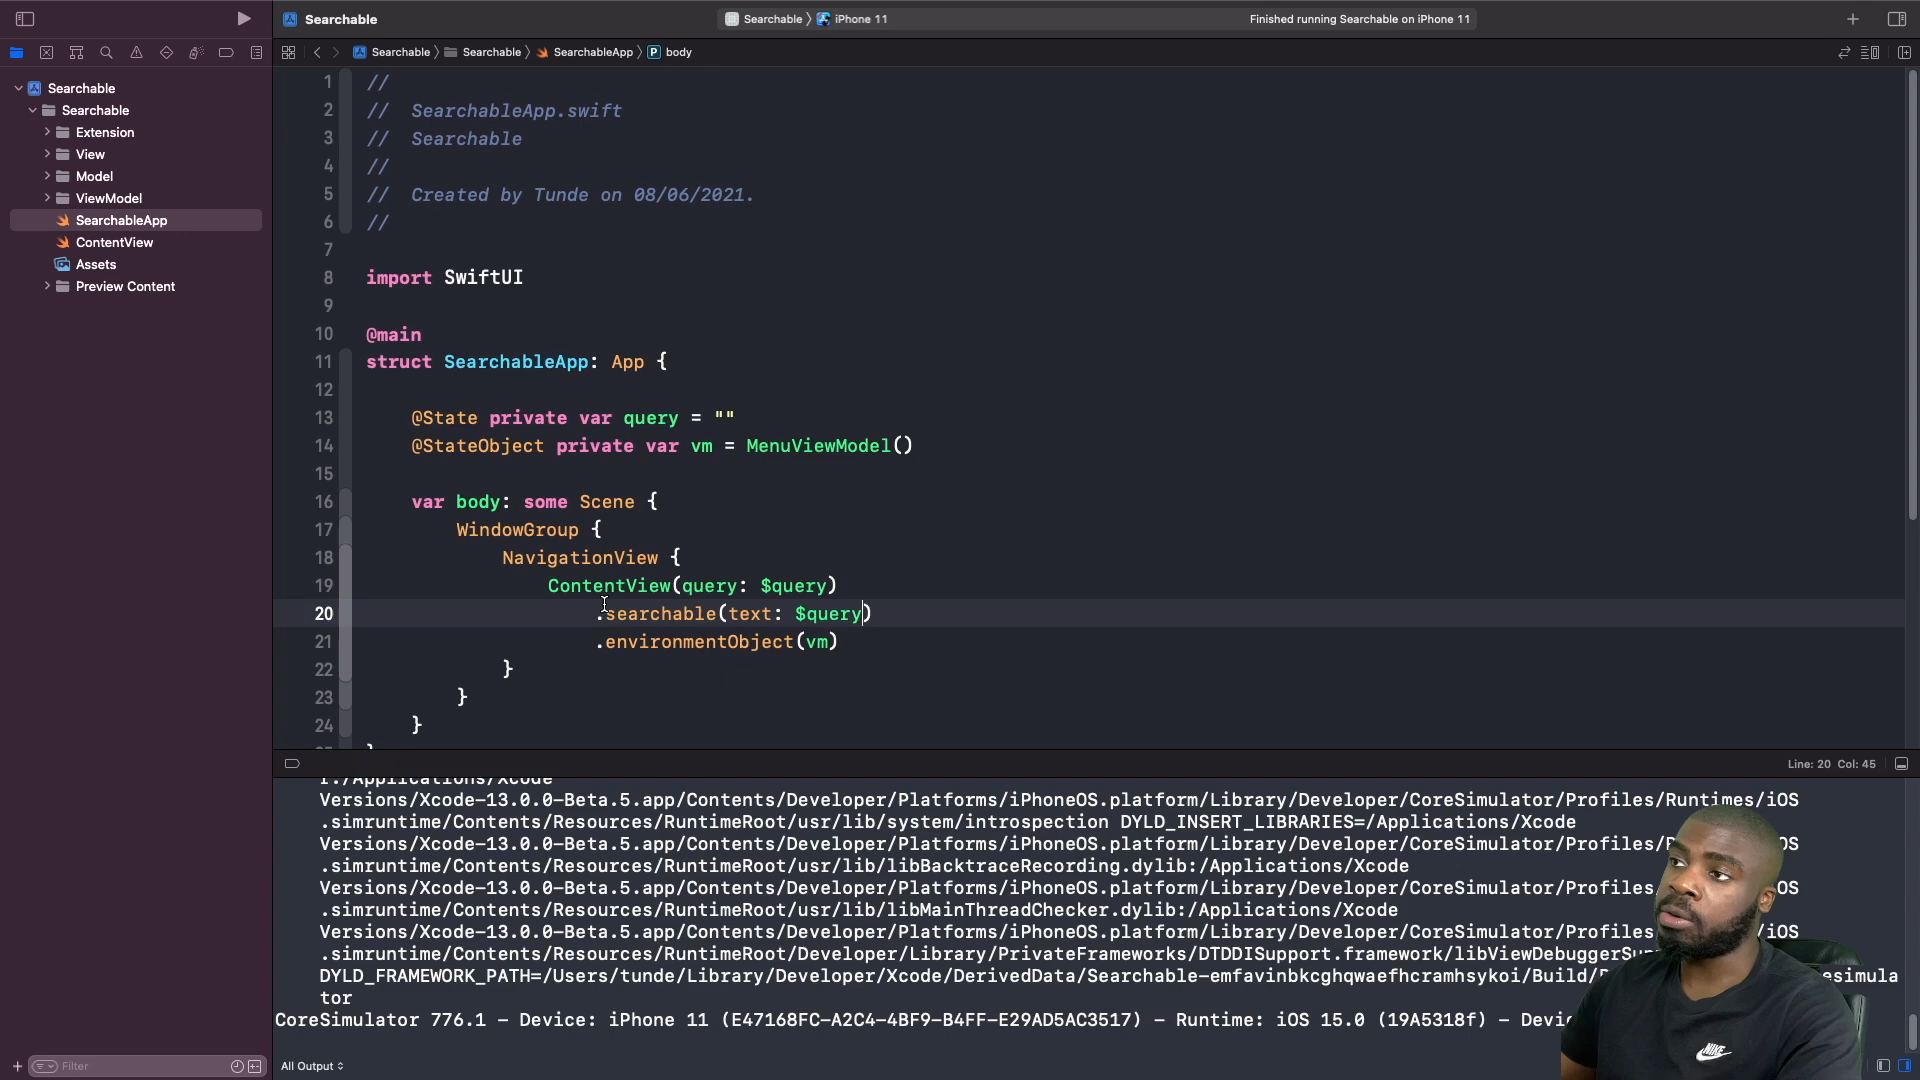 Searchable
Searchable
iPhone 11
Finished running Searchable on iPhone 11
Searchable
Searchable
SearchableApp
P
body
Searchable
Searchable
Extension
View
Model
ViewModel
SearchableApp
ContentView
Assets
Preview Content
1 //
2 // SearchableApp.swift
3 // Searchable
4 //
5 // Created by Tunde on 08/06/2021.
6 //
7
8 import SwiftUI
9
10 @main
11 struct SearchableApp: App {
12
13 @State private var query = ""
14 @StateObject private var vm = MenuViewModel()
15
16 var body: some Scene {
17 WindowGroup {
18 NavigationView {
19 ContentView(query: $query)
20 .searchable(text: $query)
21 .environmentObject(vm)
22 }
23 }
24 }
Line: 20 Col: 45
r:/Applications/Xcode
Versions/Xcode-13.0.0-Beta.5.app/Contents/Developer/Platforms/iPhoneOS.platform/Library/Developer/CoreSimulator/Profiles/Runtimes/iOS
.simruntime/Contents/Resources/RuntimeRoot/usr/lib/system/introspection DYLD_INSERT_LIBRARIES=/Applications/Xcode
Versions/Xcode-13.0.0-Beta.5.app/Contents/Developer/Platforms/iPhoneOS.platform/Library/Developer/CoreSimulator/Profiles/ OS
.simruntime/Contents/Resources/RuntimeRoot/usr/lib/libBacktraceRecording.dylib:/Applications/Xcode
Versions/Xcode-13.0.0-Beta.5.app/Contents/Developer/Platforms/iPhoneOS.platform/Library/Developer/CoreSimulator/Profiles/ OS
.simruntime/Contents/Resources/RuntimeRoot/usr/lib/libMainThreadChecker.dylib:/Applications/Xcode
Versions/Xcode-13.0.0-Beta.5.app/Contents/Developer/Platforms/iPhoneOS.platform/Library/Developer/CoreSimulator/Profiles OS
.simruntime/Contents/Resources/RuntimeRoot/Developer/Library/PrivateFrameworks/DTDDISupport.framework/libViewDebuggerSu
DYLD_FRAMEWORK_PATH=/Users/tunde/Library/Developer/Xcode/DerivedData/Searchable-emfavinbkcghqwaefhcramhsykoi/Build/ esimula
tor
CoreSimulator 776.1 – Device: iPhone 11 (E47168FC-A2C4-4BF9-B4FF-E29AD5AC3517) – Runtime: iOS 15.0 (19A5318f) – Devi
NIKE
Filter
All Output